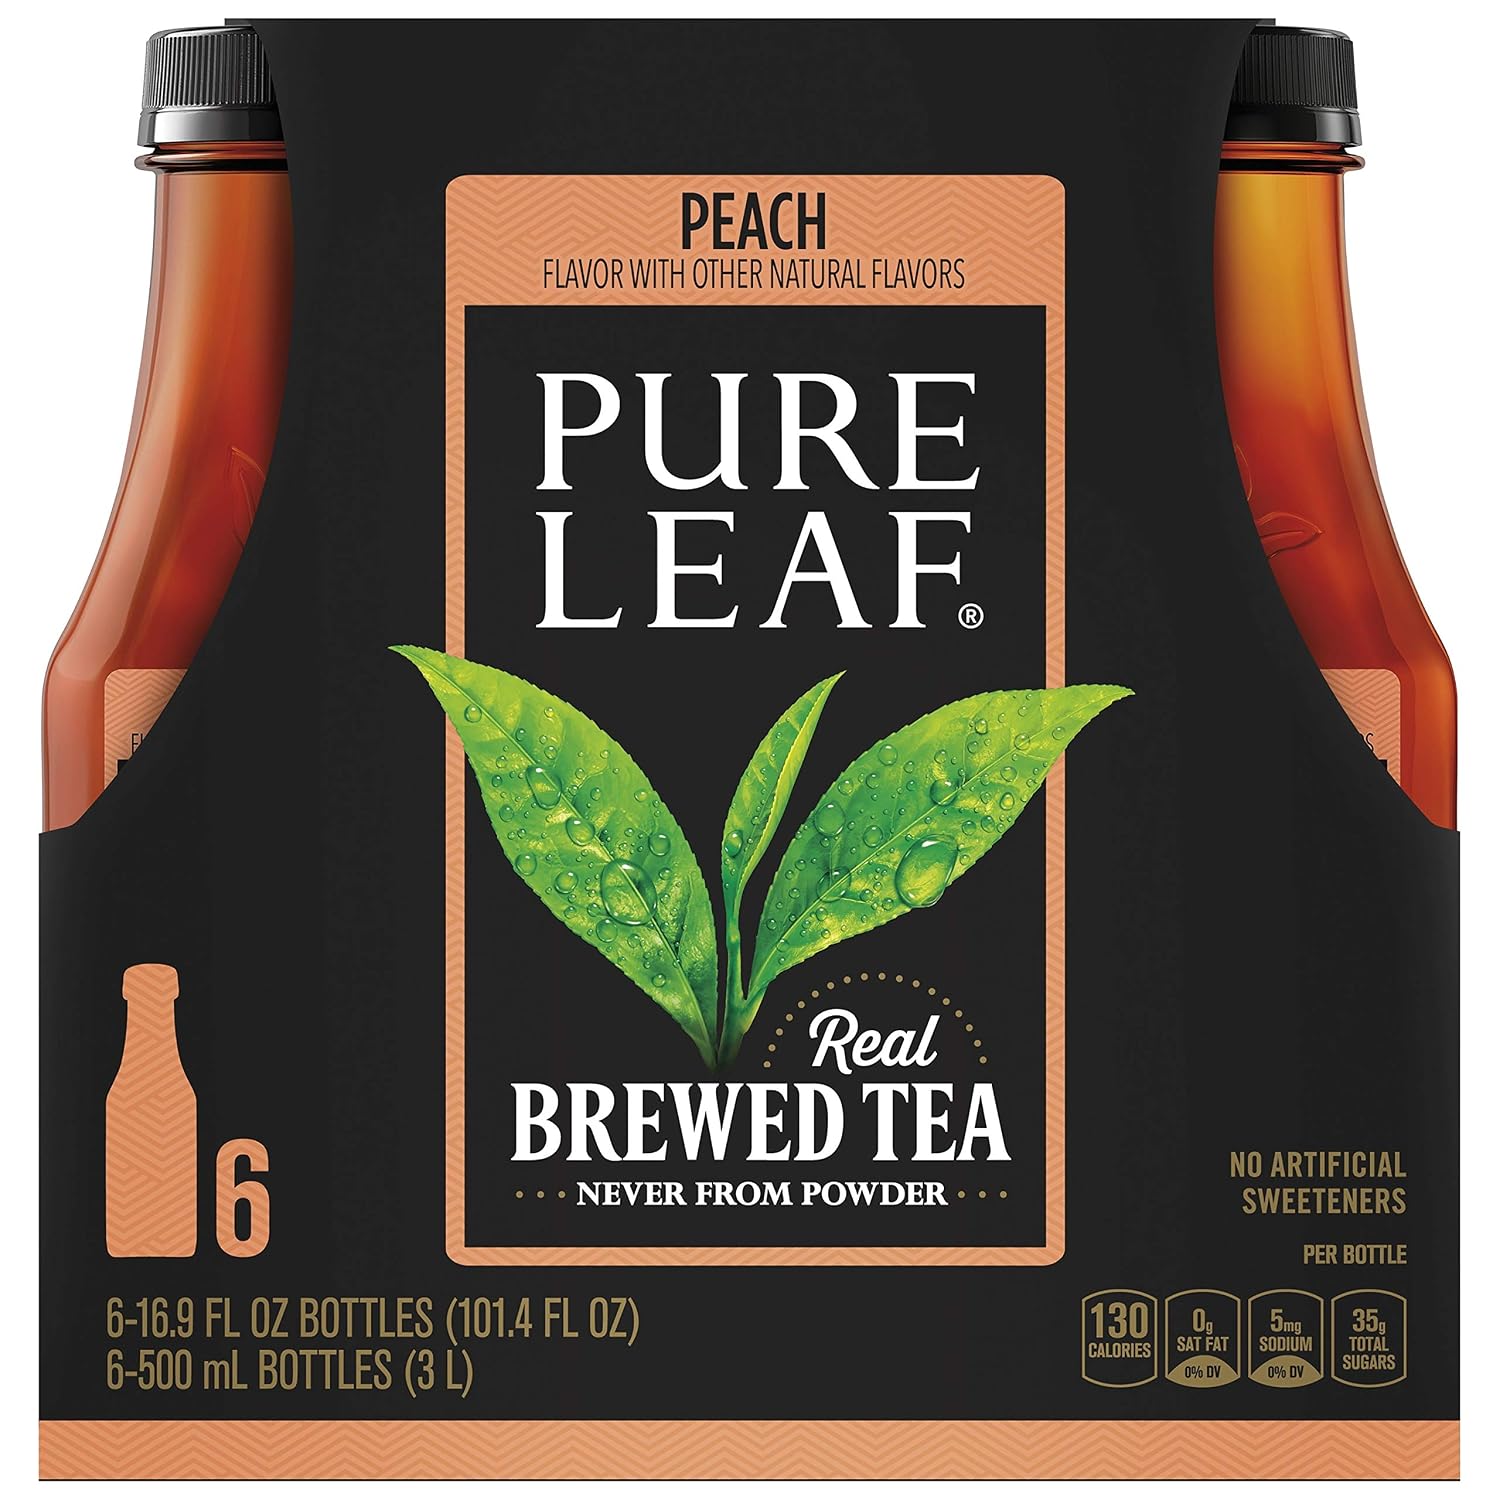 PEACH
FLAVOR WITH OTHER NATURAL FLAVORS
PURE
LEAF®
Real
BREWED TEA
NEVER FROM POWDER
6
6-16.9 FL OZ BOTTLES (101.4 FL OZ)
6-500 mL BOTTLES (3 L)
NO ARTIFICIAL
SWEETENERS
PER BOTTLE
130
CALORIES
0g
SAT FAT
0% DV
5mg
SODIUM
0% DV
35g
TOTAL
SUGARS